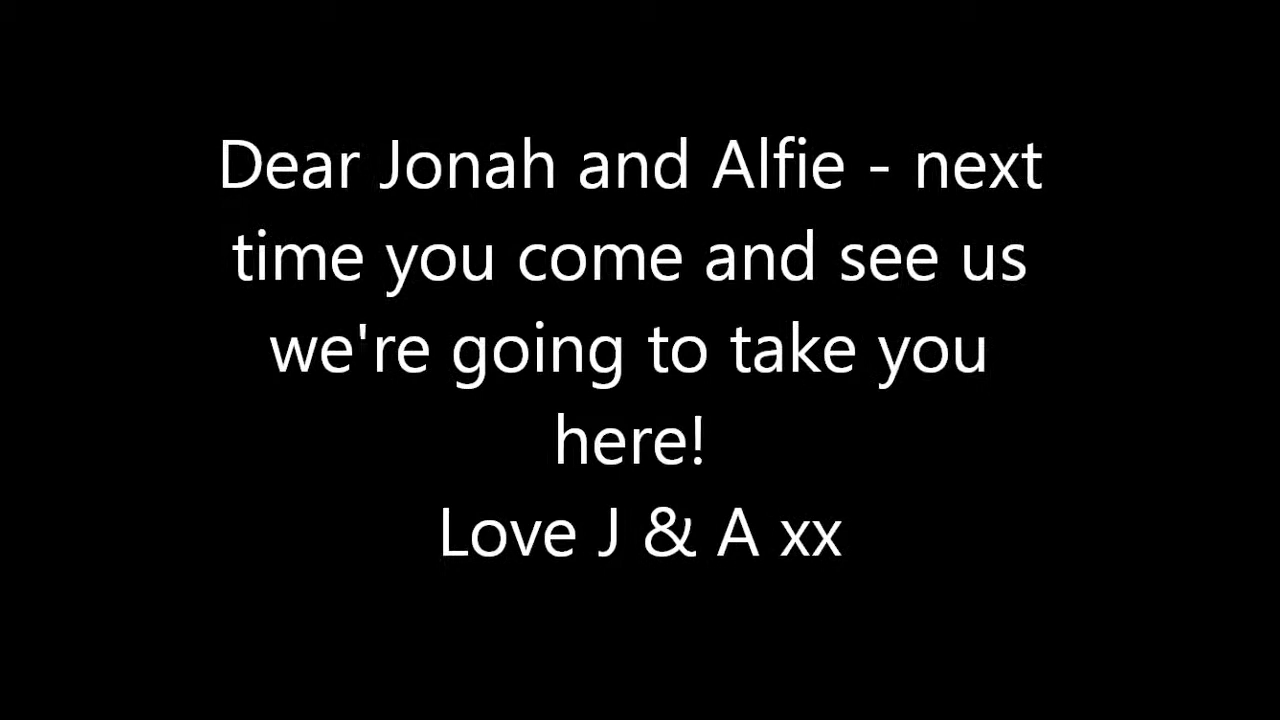 Dear Jonah and Alfie - next
time you come and see us
we're going to take you
here!
Love J & A xx